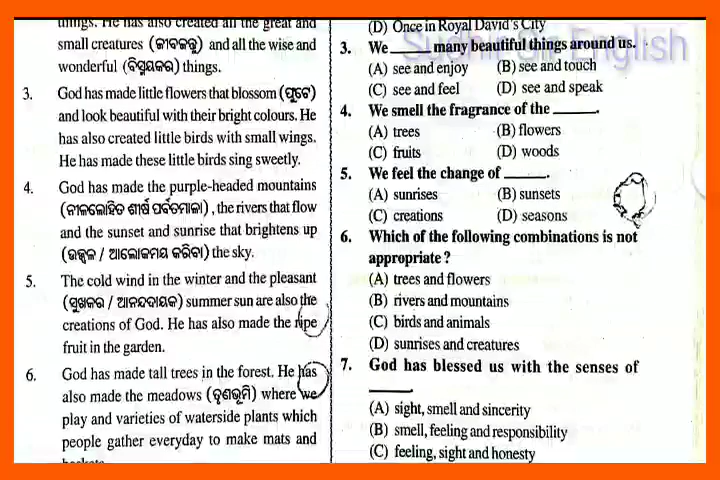 things. He has also created all the great and
small creatures (ଜୀବଜନ୍ତୁ) and all the wise and
wonderful (ବିସ୍ମୟକର) things.
3. God has made little flowers that blossom (ଫୁଟେ)
and look beautiful with their bright colours. He
has also created little birds with small wings.
He has made these little birds sing sweetly.
4. God has made the purple-headed mountains
(ନୀଳଲୋହିତ ଶୀର୍ଷ ପର୍ବତମାଳା), the rivers that flow
and the sunset and sunrise that brightens up
(ଉଜ୍ଜ୍ୱଳ / ଆଲୋକମୟ କରିବା) the sky.
5. The cold wind in the winter and the pleasant
(ସୁଖକର / ଆନନ୍ଦଦାୟକ) summer sun are also the
creations of God. He has also made the ripe
fruit in the garden.
6. God has made tall trees in the forest. He has
also made the meadows (ତୃଣଭୂମି) where we
play and varieties of waterside plants which
people gather everyday to make mats and
(D) Once in Royal David's City
Sudhir Sir English
3. We ______ many beautiful things around us.
(A) see and enjoy (B) see and touch
(C) see and feel (D) see and speak
4. We smell the fragrance of the ______.
(A) trees (B) flowers
(C) fruits (D) woods
5. We feel the change of ______.
(A) sunrises (B) sunsets
(C) creations (D) seasons
6. Which of the following combinations is not
appropriate ?
(A) trees and flowers
(B) rivers and mountains
(C) birds and animals
(D) sunrises and creatures
7. God has blessed us with the senses of
______
(A) sight, smell and sincerity
(B) smell, feeling and responsibility
(C) feeling, sight and honesty